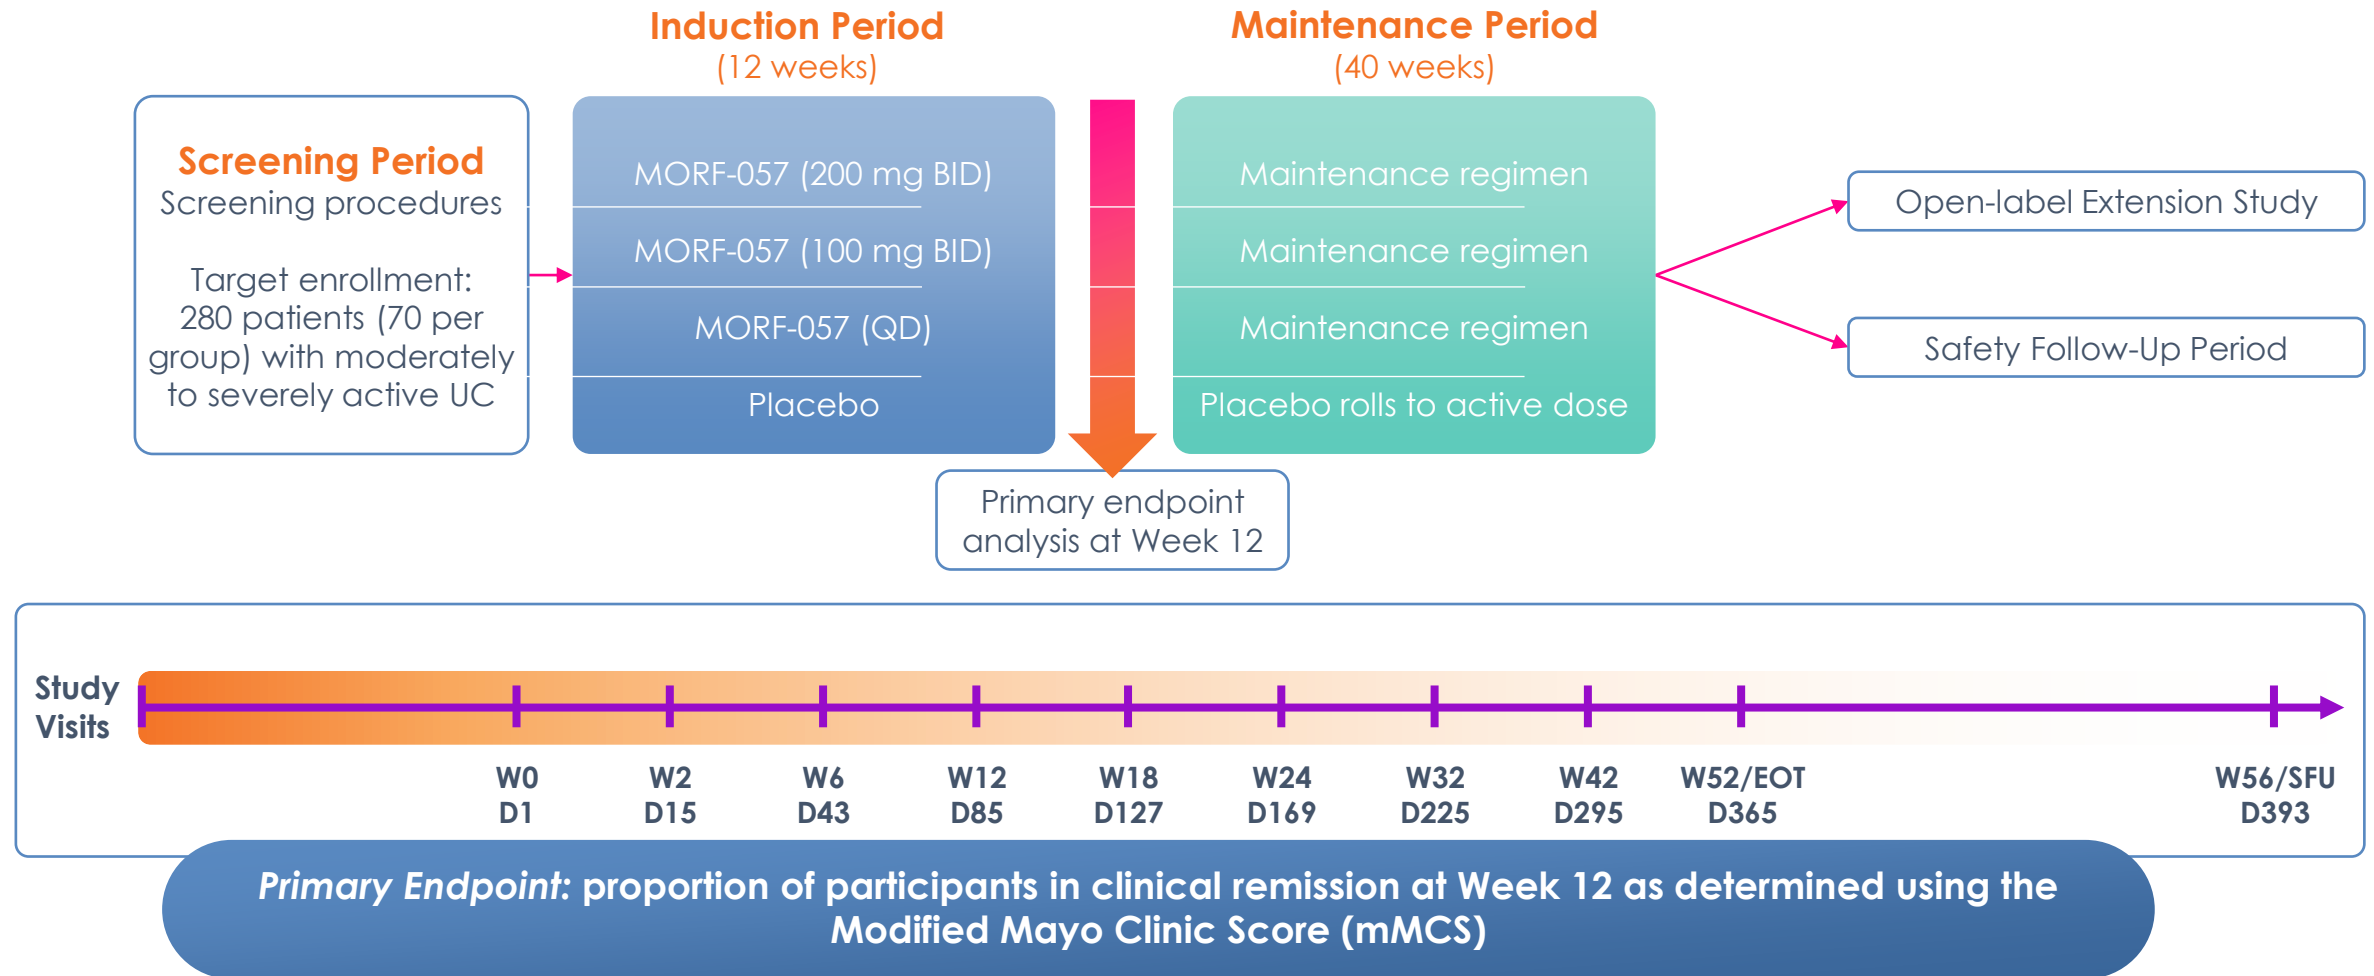 Induction Period
(12 weeks)
Maintenance Period
(40 weeks)
Screening Period
Screening procedures
Target enrollment:
280 patients (70 per
group) with moderately
to severely active UC
MORF-057 (200 mg BID)
MORF-057 (100 mg BID)
MORF-057 (QD)
Placebo
Maintenance regimen
Maintenance regimen
Maintenance regimen
Placebo rolls to active dose
Open-label Extension Study
Safety Follow-Up Period
Primary endpoint
analysis at Week 12
Study
Visits
W0
D1
W2
D15
W6
D43
W12
D85
W18
D127
W24
D169
W32
D225
W42
D295
W52/EOT
D365
W56/SFU
D393
Primary Endpoint: proportion of participants in clinical remission at Week 12 as determined using the
Modified Mayo Clinic Score (mMCS)